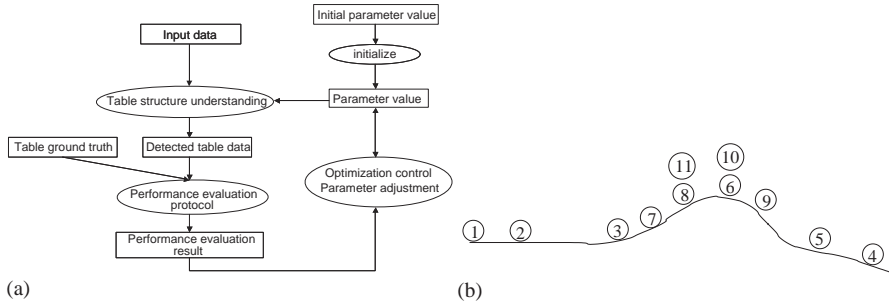 Initial parameter value
Input data
initialize
Table structure understanding
Parameter value
Table ground truth
Detected table data
Optimization control
Parameter adjustment
Performance evaluation
protocol
Performance evaluation
result
(a)
11
10
8
6
9
7
3
1
2
5
4
(b)